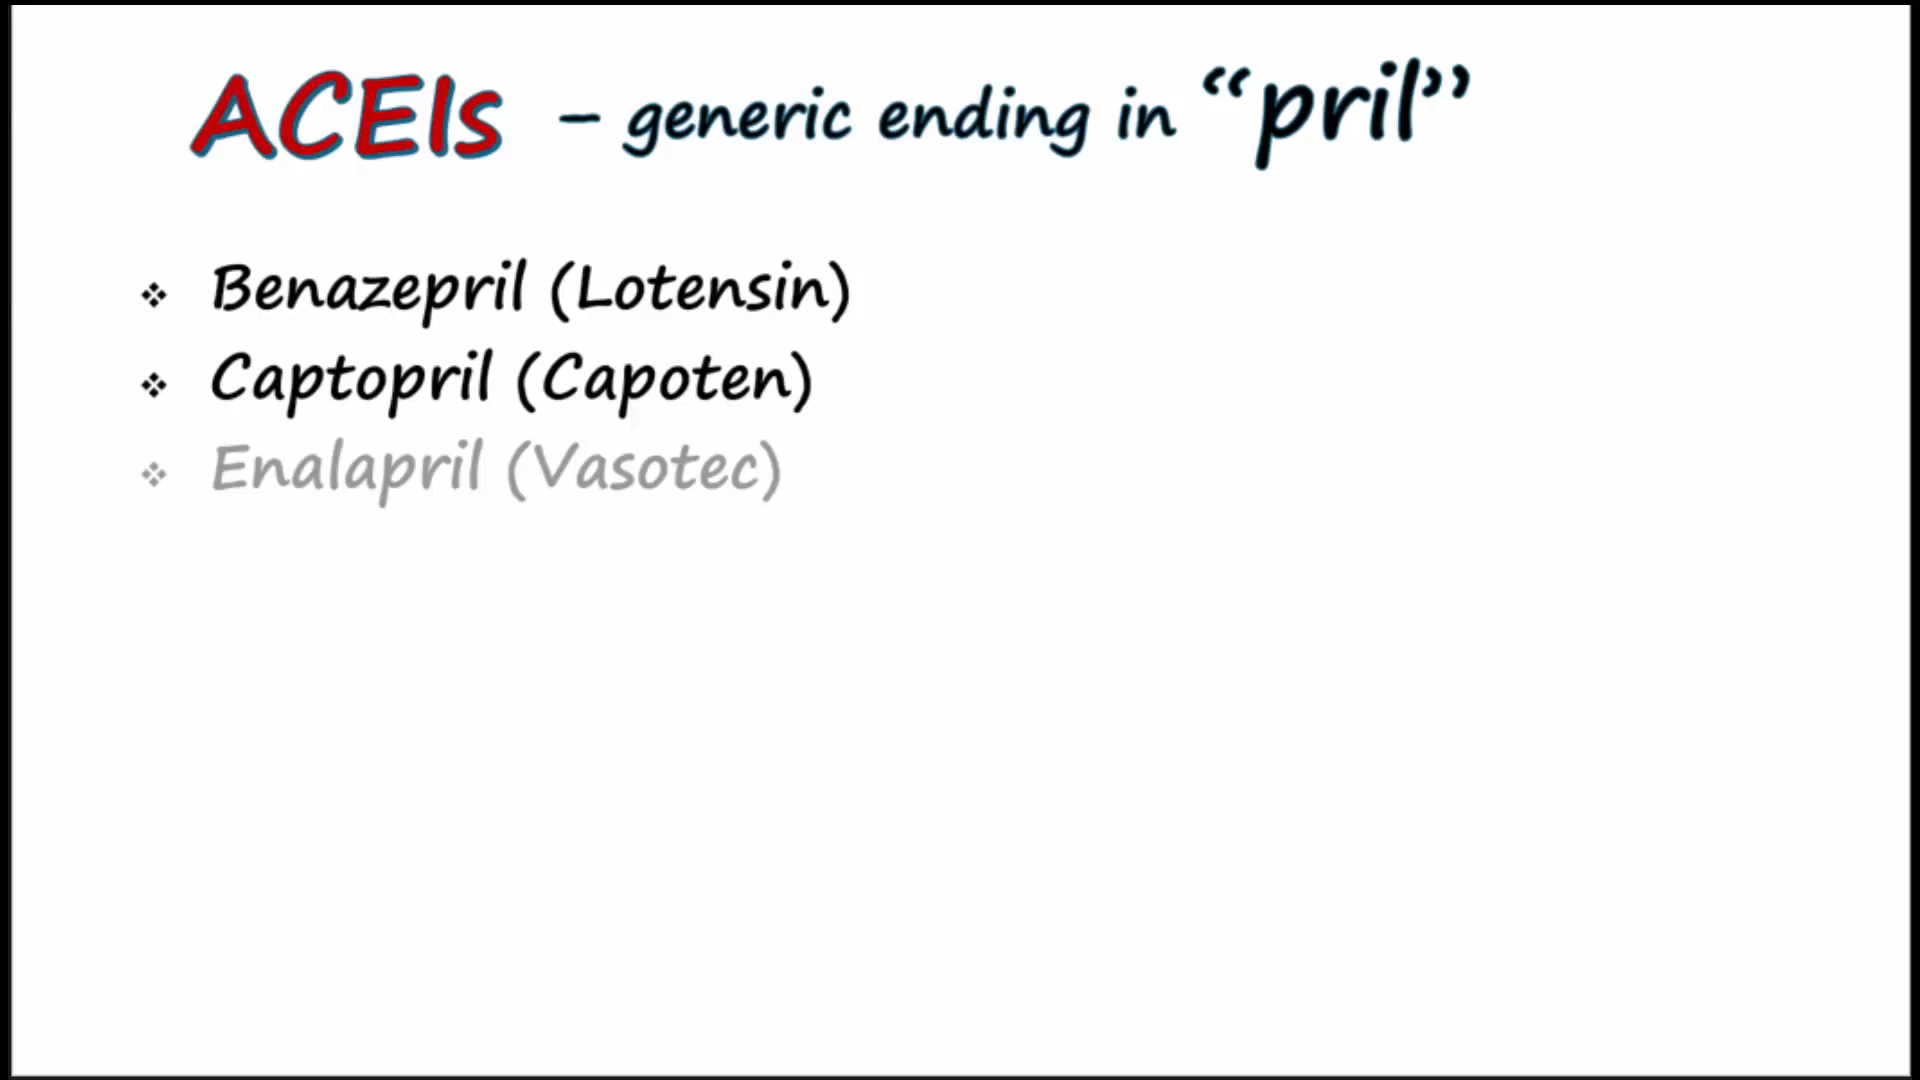 ACEIs – generic ending in “pril”
Benazepril (Lotensin)
Captopril (Capoten)
Enalapril (Vasotec)